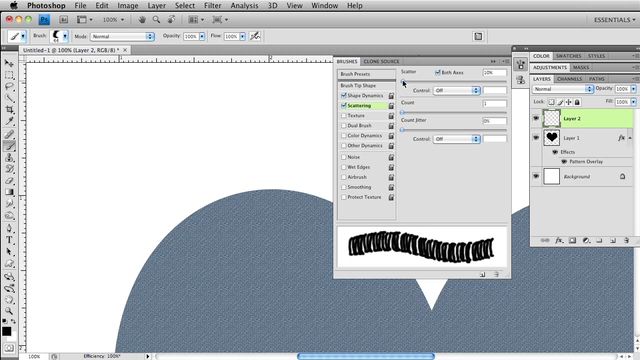 Photoshop File Edit Image Layer Select Filter Analysis 3D View Window Help
100% ESSENTIALS
Brush: Mode: Normal Opacity: 100% Flow: 100%
Untitled-1 @ 100% (Layer 2, RGB/8) *
BRUSHES CLONE SOURCE
Brush Presets
Brush Tip Shape
Shape Dynamics
Scattering
Texture
Dual Brush
Color Dynamics
Other Dynamics
Noise
Wet Edges
Airbrush
Smoothing
Protect Texture
Scatter Both Axes 10%
Control: Off
Count 1
Count Jitter 0%
Control: Off
COLOR SWATCHES STYLES
ADJUSTMENTS MASKS
LAYERS CHANNELS PATHS
Normal Opacity: 100%
Lock: Fill: 100%
Layer 2
Layer 1
Effects
Pattern Overlay
Background
100% Efficiency: 100%*